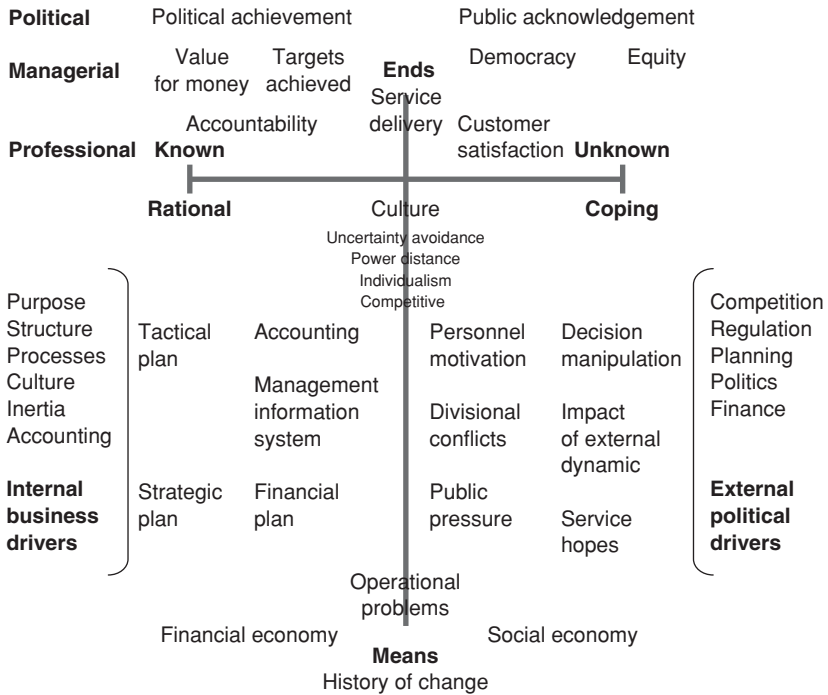 Political Political achievement Public acknowledgement
Managerial Value Targets Ends Democracy Equity
for money achieved
Service
Accountability delivery Customer
Professional Known satisfaction Unknown
Rational Culture Coping
Uncertainty avoidance
Power distance
Individualism
Competitive
Purpose Competition
Structure Tactical Accounting Personnel Decision Regulation
Processes plan motivation manipulation Planning
Culture Management Politics
Inertia information Divisional Impact Finance
Accounting system conflicts of external
dynamic
Internal Strategic Financial Public External
business plan plan pressure Service political
drivers hopes drivers
Operational
problems
Financial economy Social economy
Means
History of change